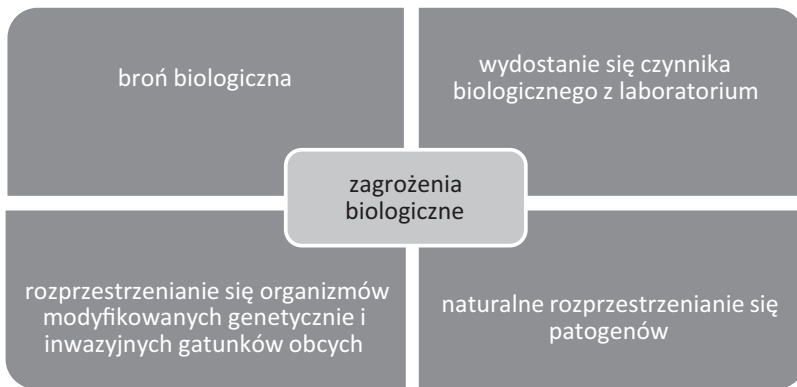 broń biologiczna
wydostanie się czynnika
biologicznego z laboratorium
zagrożenia
biologiczne
rozprzestrzenianie się organizmów
modyfikowanych genetycznie i
inwazyjnych gatunków obcych
naturalne rozprzestrzenianie się
patogenów